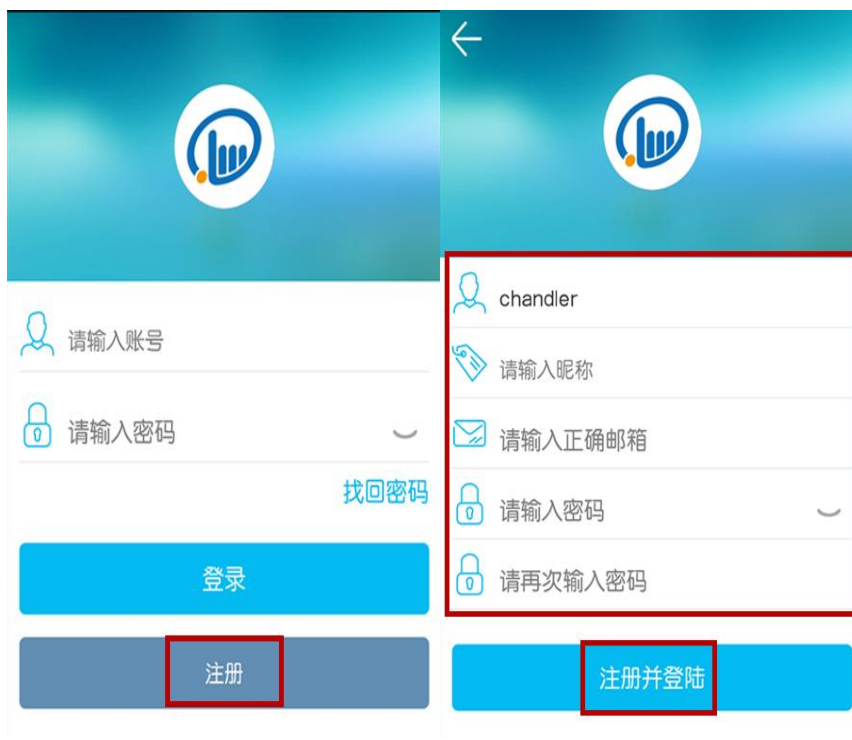 请输入账号
请输入密码
找回密码
登录
注册
chandler
请输入昵称
请输入正确邮箱
请输入密码
请再次输入密码
注册并登陆